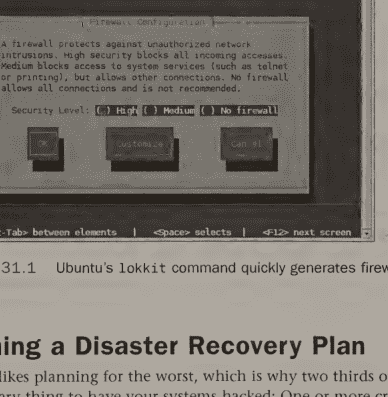 Firewall Configuration
A firewall protects against unauthorized network
intrusions. High security blocks all incoming accesses.
Medium blocks access to system services (such as telnet
or printing), but allows other connections. No firewall
allows all connections and is not recommended.
Security Level: ( ) High ( ) Medium ( ) No firewall
OK Customize
-Tab> between elements | <Space> selects | <F12> next screen
31.1 Ubuntu's lokkit command quickly generates firew
ing a Disaster Recovery Plan
likes planning for the worst, which is why two thirds o
ary thing to have your systems hacked: One or more cr